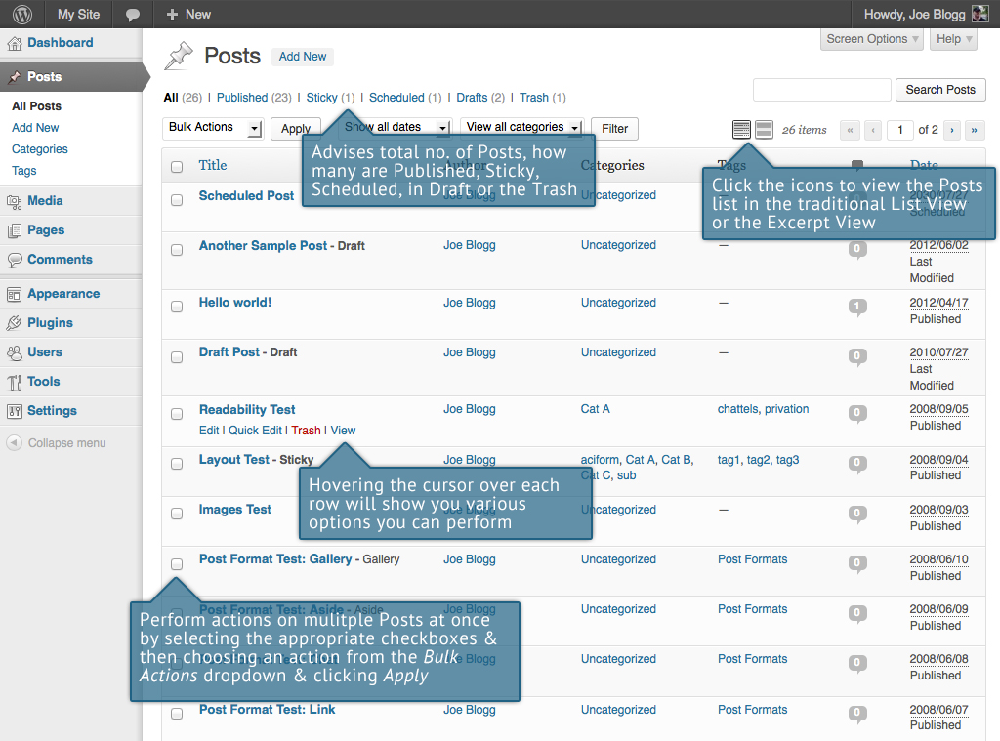 My Site
New
Howdy, Joe Blogg
Dashboard
Posts
All Posts
Add New
Categories
Tags
Media
Pages
Comments
Appearance
Plugins
Users
Tools
Settings
Collapse menu
Screen Options
Help
Posts Add New
All (26) | Published (23) | Sticky (1) | Scheduled (1) | Drafts (2) | Trash (1)
Search Posts
Bulk Actions Apply Show all dates View all categories Filter
26 items « ‹ 1 of 2 › »
Advises total no. of Posts, how
many are Published, Sticky,
Scheduled, in Draft or the Trash
Click the icons to view the Posts
list in the traditional List View
or the Excerpt View
Title Author Categories Tags Date
Scheduled Post Joe Blogg Uncategorized — 0 2030/07/27
Scheduled
Another Sample Post - Draft Joe Blogg Uncategorized — 0 2012/06/02
Last
Modified
Hello world! Joe Blogg Uncategorized — 1 2012/04/17
Published
Draft Post - Draft Joe Blogg Uncategorized — 0 2010/07/27
Last
Modified
Readability Test Joe Blogg Cat A chattels, privation 0 2008/09/05
Edit | Quick Edit | Trash | View Published
Layout Test - Sticky Joe Blogg aciform, Cat A, Cat B, tag1, tag2, tag3 0 2008/09/04
Cat C, sub Published
Hovering the cursor over each
row will show you various
options you can perform
Images Test Joe Blogg Uncategorized — 0 2008/09/03
Published
Post Format Test: Gallery - Gallery Joe Blogg Uncategorized Post Formats 0 2008/06/10
Published
Post Format Test: Aside - Aside Joe Blogg Uncategorized Post Formats 0 2008/06/09
Published
Perform actions on mulitple Posts at once
by selecting the appropriate checkboxes &
then choosing an action from the Bulk
Actions dropdown & clicking Apply
Joe Blogg Uncategorized Post Formats 0 2008/06/08
Published
Post Format Test: Link Joe Blogg Uncategorized Post Formats 0 2008/06/07
Published